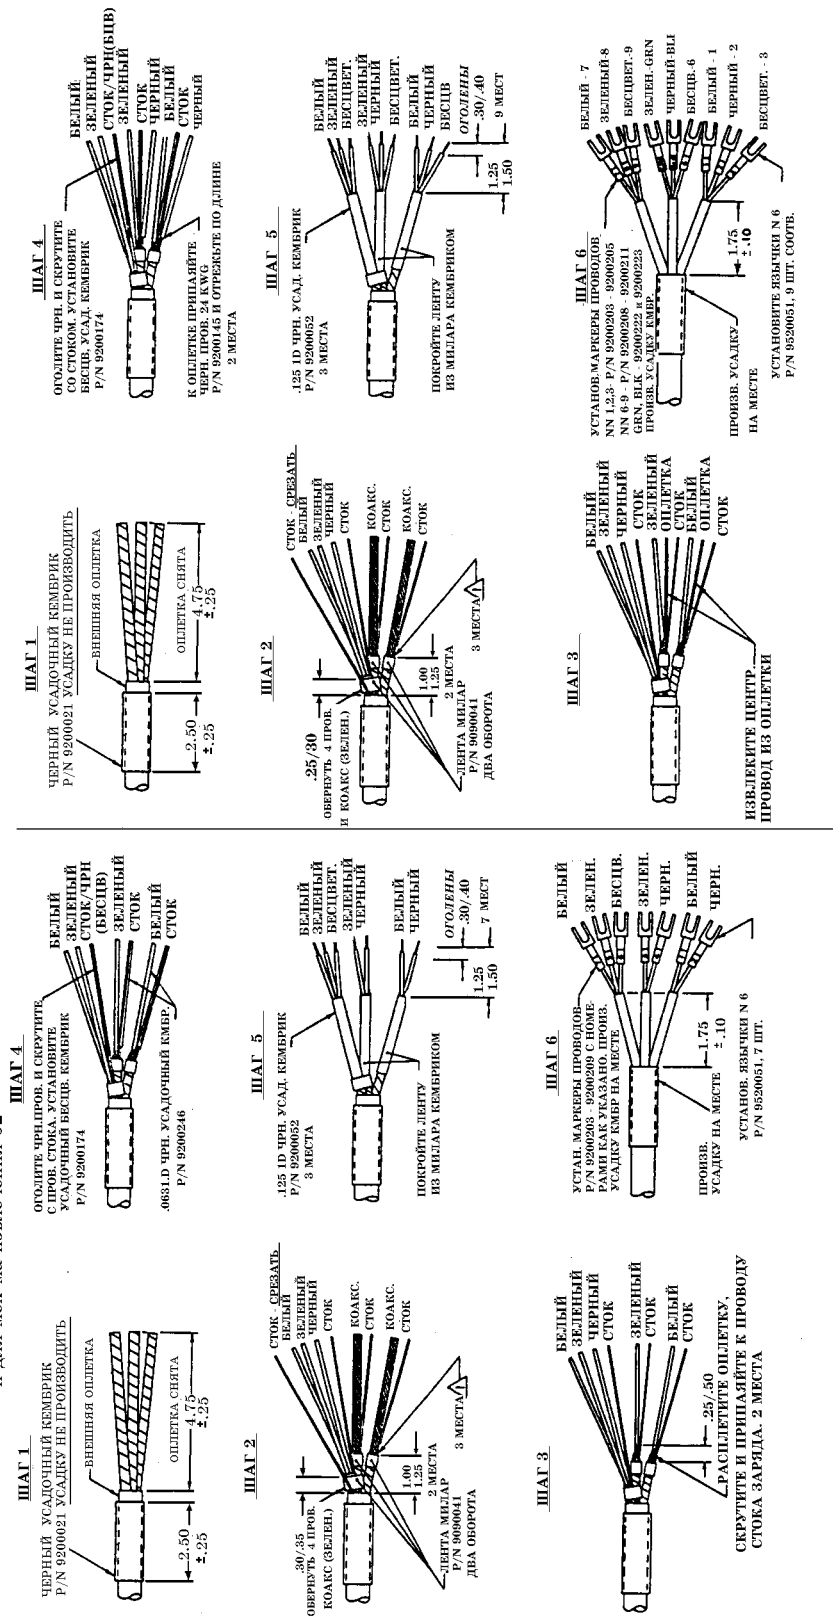 ШАГ 1
ЧЕРНЫЙ УСАДОЧНЫЙ КЕМБРИК
P/N 9200021 УСАДКУ НЕ ПРОИЗВОДИТЬ
ВНЕШНЯЯ ОПЛЕТКА
ОПЛЕТКА СНЯТА
4.75
±.25
2.50
±.25
ШАГ 4
ОГОЛИТЕ ЧРН.ПРОВ. И СКРУТИТЕ
С ПРОВ. СТОКА. УСТАНОВИТЕ
УСАДОЧНЫЙ БЕСЦВ. КЕМБРИК
P/N 9200174
БЕЛЫЙ
ЗЕЛЕНЫЙ
СТОК/ЧРН
(БЕСЦВ)
ЗЕЛЕНЫЙ
СТОК
БЕЛЫЙ
СТОК
.0631.D ЧРН. УСАДОЧНЫЙ КМБР.
P/N 9200246
ШАГ 2
.30/.35
ОБЕРНУТЬ 4 ПРОВ.
КОАКС (ЗЕЛЕН.)
СТОК - СРЕЗАТЬ
БЕЛЫЙ
ЗЕЛЕНЫЙ
ЧЕРНЫЙ
СТОК
КОАКС.
СТОК
КОАКС.
СТОК
1.00
1.25
2 МЕСТА
ЛЕНТА МИЛАР
P/N 9090041
ДВА ОБОРОТА
3 МЕСТА 1
ШАГ 5
.125 1D ЧРН. УСАД. КЕМБРИК
P/N 9200052
3 МЕСТА
БЕЛЫЙ
ЗЕЛЕНЫЙ
БЕСЦВЕТ.
ЗЕЛЕНЫЙ
ЧЕРНЫЙ
БЕЛЫЙ
ЧЕРНЫЙ
ОГОЛЕНЫ
.30/.40
7 МЕСТ
1.25
1.50
ПОКРОЙТЕ ЛЕНТУ
ИЗ МИЛАРА КЕМБРИКОМ
ШАГ 3
БЕЛЫЙ
ЗЕЛЕНЫЙ
ЧЕРНЫЙ
СТОК
ЗЕЛЕНЫЙ
СТОК
БЕЛЫЙ
СТОК
.25/.50
РАСПЛЕТИТЕ ОПЛЕТКУ,
СКРУТИТЕ И ПРИПАЯЙТЕ К ПРОВОДУ
СТОКА ЗАРЯДА. 2 МЕСТА
ШАГ 6
УСТАН. МАРКЕРЫ ПРОВОДОВ
P/N 9200203 - 9200209 С НОМЕ-
РАМИ КАК УКАЗАНО. ПРОИЗ.
УСАДКУ КМБР НА МЕСТЕ
БЕЛЫЙ
ЗЕЛЕН.
БЕСЦВ.
ЗЕЛЕН.
ЧЕРН.
БЕЛЫЙ
ЧЕРН.
1.75
± .10
ПРОИЗВ.
УСАДКУ НА МЕСТЕ
УСТАНОВ. ЯЗЫЧКИ N 6
P/N 9520051, 7 ШТ.
ШАГ 1
ЧЕРНЫЙ УСАДОЧНЫЙ КЕМБРИК
P/N 9200021 УСАДКУ НЕ ПРОИЗВОДИТЬ
ВНЕШНЯЯ ОПЛЕТКА
ОПЛЕТКА СНЯТА
4.75
±.25
2.50
±.25
ШАГ 4
ОГОЛИТЕ ЧРН. И СКРУТИТЕ
СО СТОКОМ. УСТАНОВИТЕ
БЕСЦВ. УСАД. КЕМБРИК
P/N 9200174
БЕЛЫЙ
ЗЕЛЕНЫЙ
СТОК/ЧРН(БЦВ)
ЗЕЛЕНЫЙ
СТОК
ЧЕРНЫЙ
БЕЛЫЙ
СТОК
ЧЕРНЫЙ
К ОПЛЕТКЕ ПРИПАЯЙТЕ
ЧЕРН. ПРОВ. 24 KWG
P/N 9200145 И ОТРЕЖЬТЕ ПО ДЛИНЕ
2 МЕСТА
ШАГ 2
.25/30
ОБЕРНУТЬ 4 ПРОВ.
И КОАКС (ЗЕЛЕН.)
СТОК - СРЕЗАТЬ
БЕЛЫЙ
ЗЕЛЕНЫЙ
ЧЕРНЫЙ
СТОК
КОАКС.
СТОК
КОАКС.
СТОК
1.00
1.25
2 МЕСТА
ЛЕНТА МИЛАР
P/N 9090041
ДВА ОБОРОТА
3 МЕСТА 1
ШАГ 5
.125 1D ЧРН. УСАД. КЕМБРИК
P/N 9200052
3 МЕСТА
БЕЛЫЙ
ЗЕЛЕНЫЙ
БЕСЦВЕТ.
ЗЕЛЕНЫЙ
ЧЕРНЫЙ
БЕСЦВЕТ.
БЕЛЫЙ
ЧЕРНЫЙ
БЕСЦВ
ОГОЛЕНЫ
.30/.40
9 МЕСТ
1.25
1.50
ПОКРОЙТЕ ЛЕНТУ
ИЗ МИЛАРА КЕМБРИКОМ
ШАГ 3
БЕЛЫЙ
ЗЕЛЕНЫЙ
ЧЕРНЫЙ
СТОК
ЗЕЛЕНЫЙ
ОПЛЕТКА
СТОК
БЕЛЫЙ
ОПЛЕТКА
СТОК
ИЗВЛЕКИТЕ ЦЕНТР.
ПРОВОД ИЗ ОПЛЕТКИ
ШАГ 6
УСТАНОВ.МАРКЕРЫ ПРОВОДОВ
NN 1,2,3- P/N 9200203 - 9200205
NN 6-9 - P/N 9200208 - 9200211
GRN, BLK - 9200222 и 9200223
ПРОИЗВ. УСАДКУ КМБР.
БЕЛЫЙ - 7
ЗЕЛЕНЫЙ-8
БЕСЦВЕТ.-9
ЗЕЛЕН.-GRN
ЧЕРНЫЙ-BLI
БЕСЦВ.-6
БЕЛЫЙ - 1
ЧЕРНЫЙ - 2
БЕСЦВЕТ. - 3
1.75
± .10
ПРОИЗВ. УСАДКУ
НА МЕСТЕ
УСТАНОВИТЕ ЯЗЫЧКИ N 6
P/N 9520051, 9 ШТ. СООТВ.